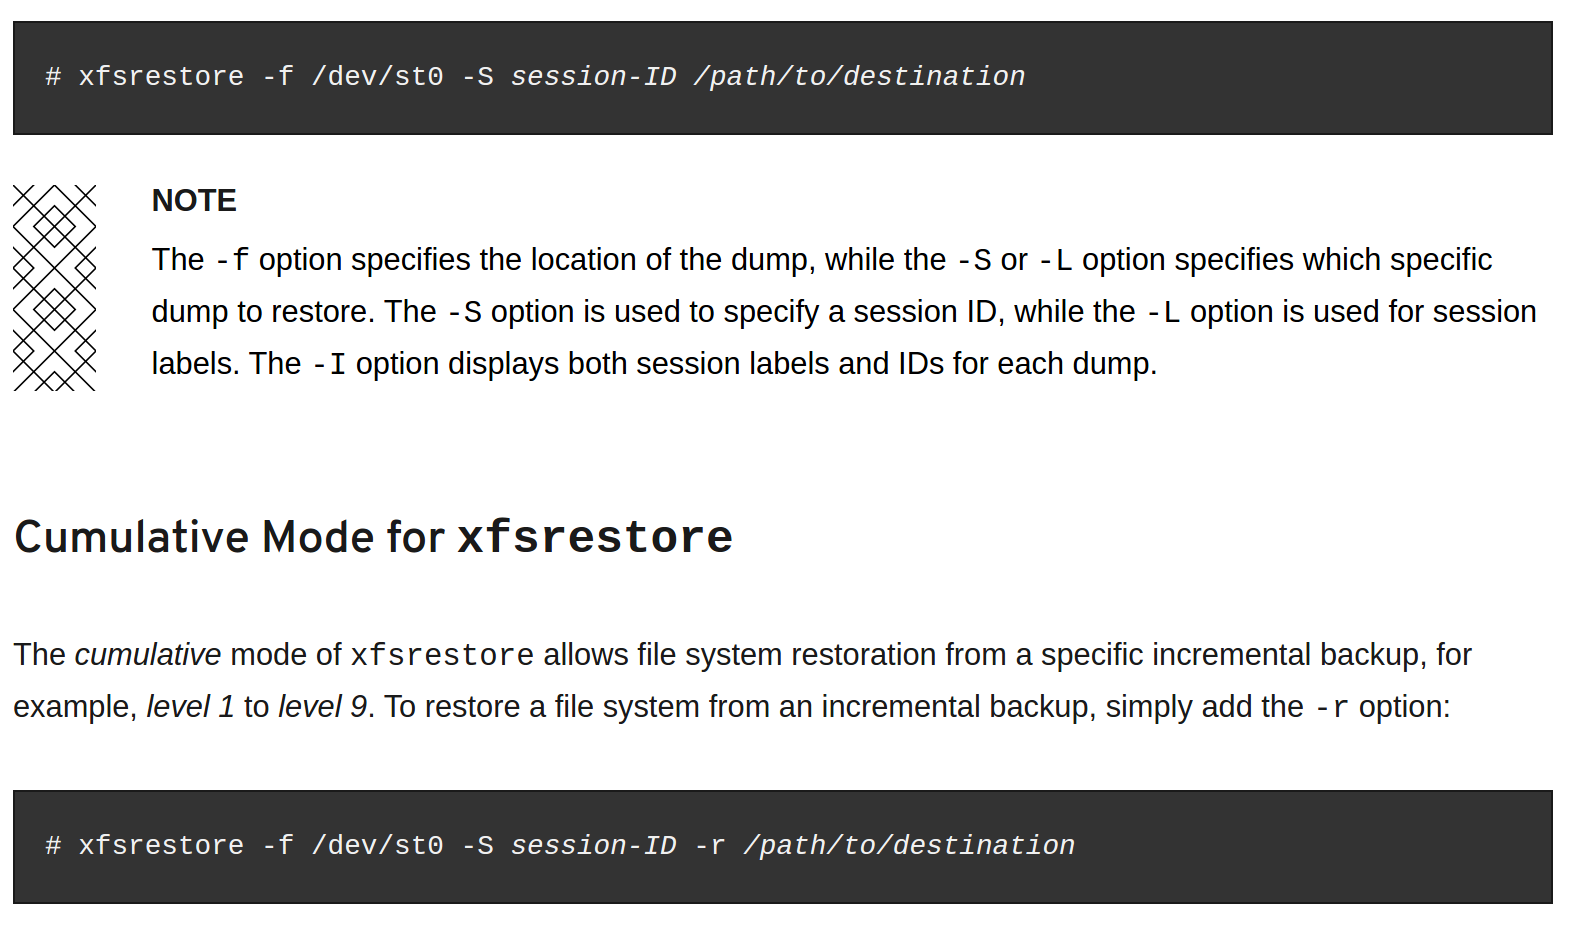 # xfsrestore -f /dev/st0 -S session-ID /path/to/destination
NOTE
The -f option specifies the location of the dump, while the -S or -L option specifies which specific
dump to restore. The -S option is used to specify a session ID, while the -L option is used for session
labels. The -I option displays both session labels and IDs for each dump.
Cumulative Mode for xfsrestore
The cumulative mode of xfsrestore allows file system restoration from a specific incremental backup, for
example, level 1 to level 9. To restore a file system from an incremental backup, simply add the -r option:
# xfsrestore -f /dev/st0 -S session-ID -r /path/to/destination